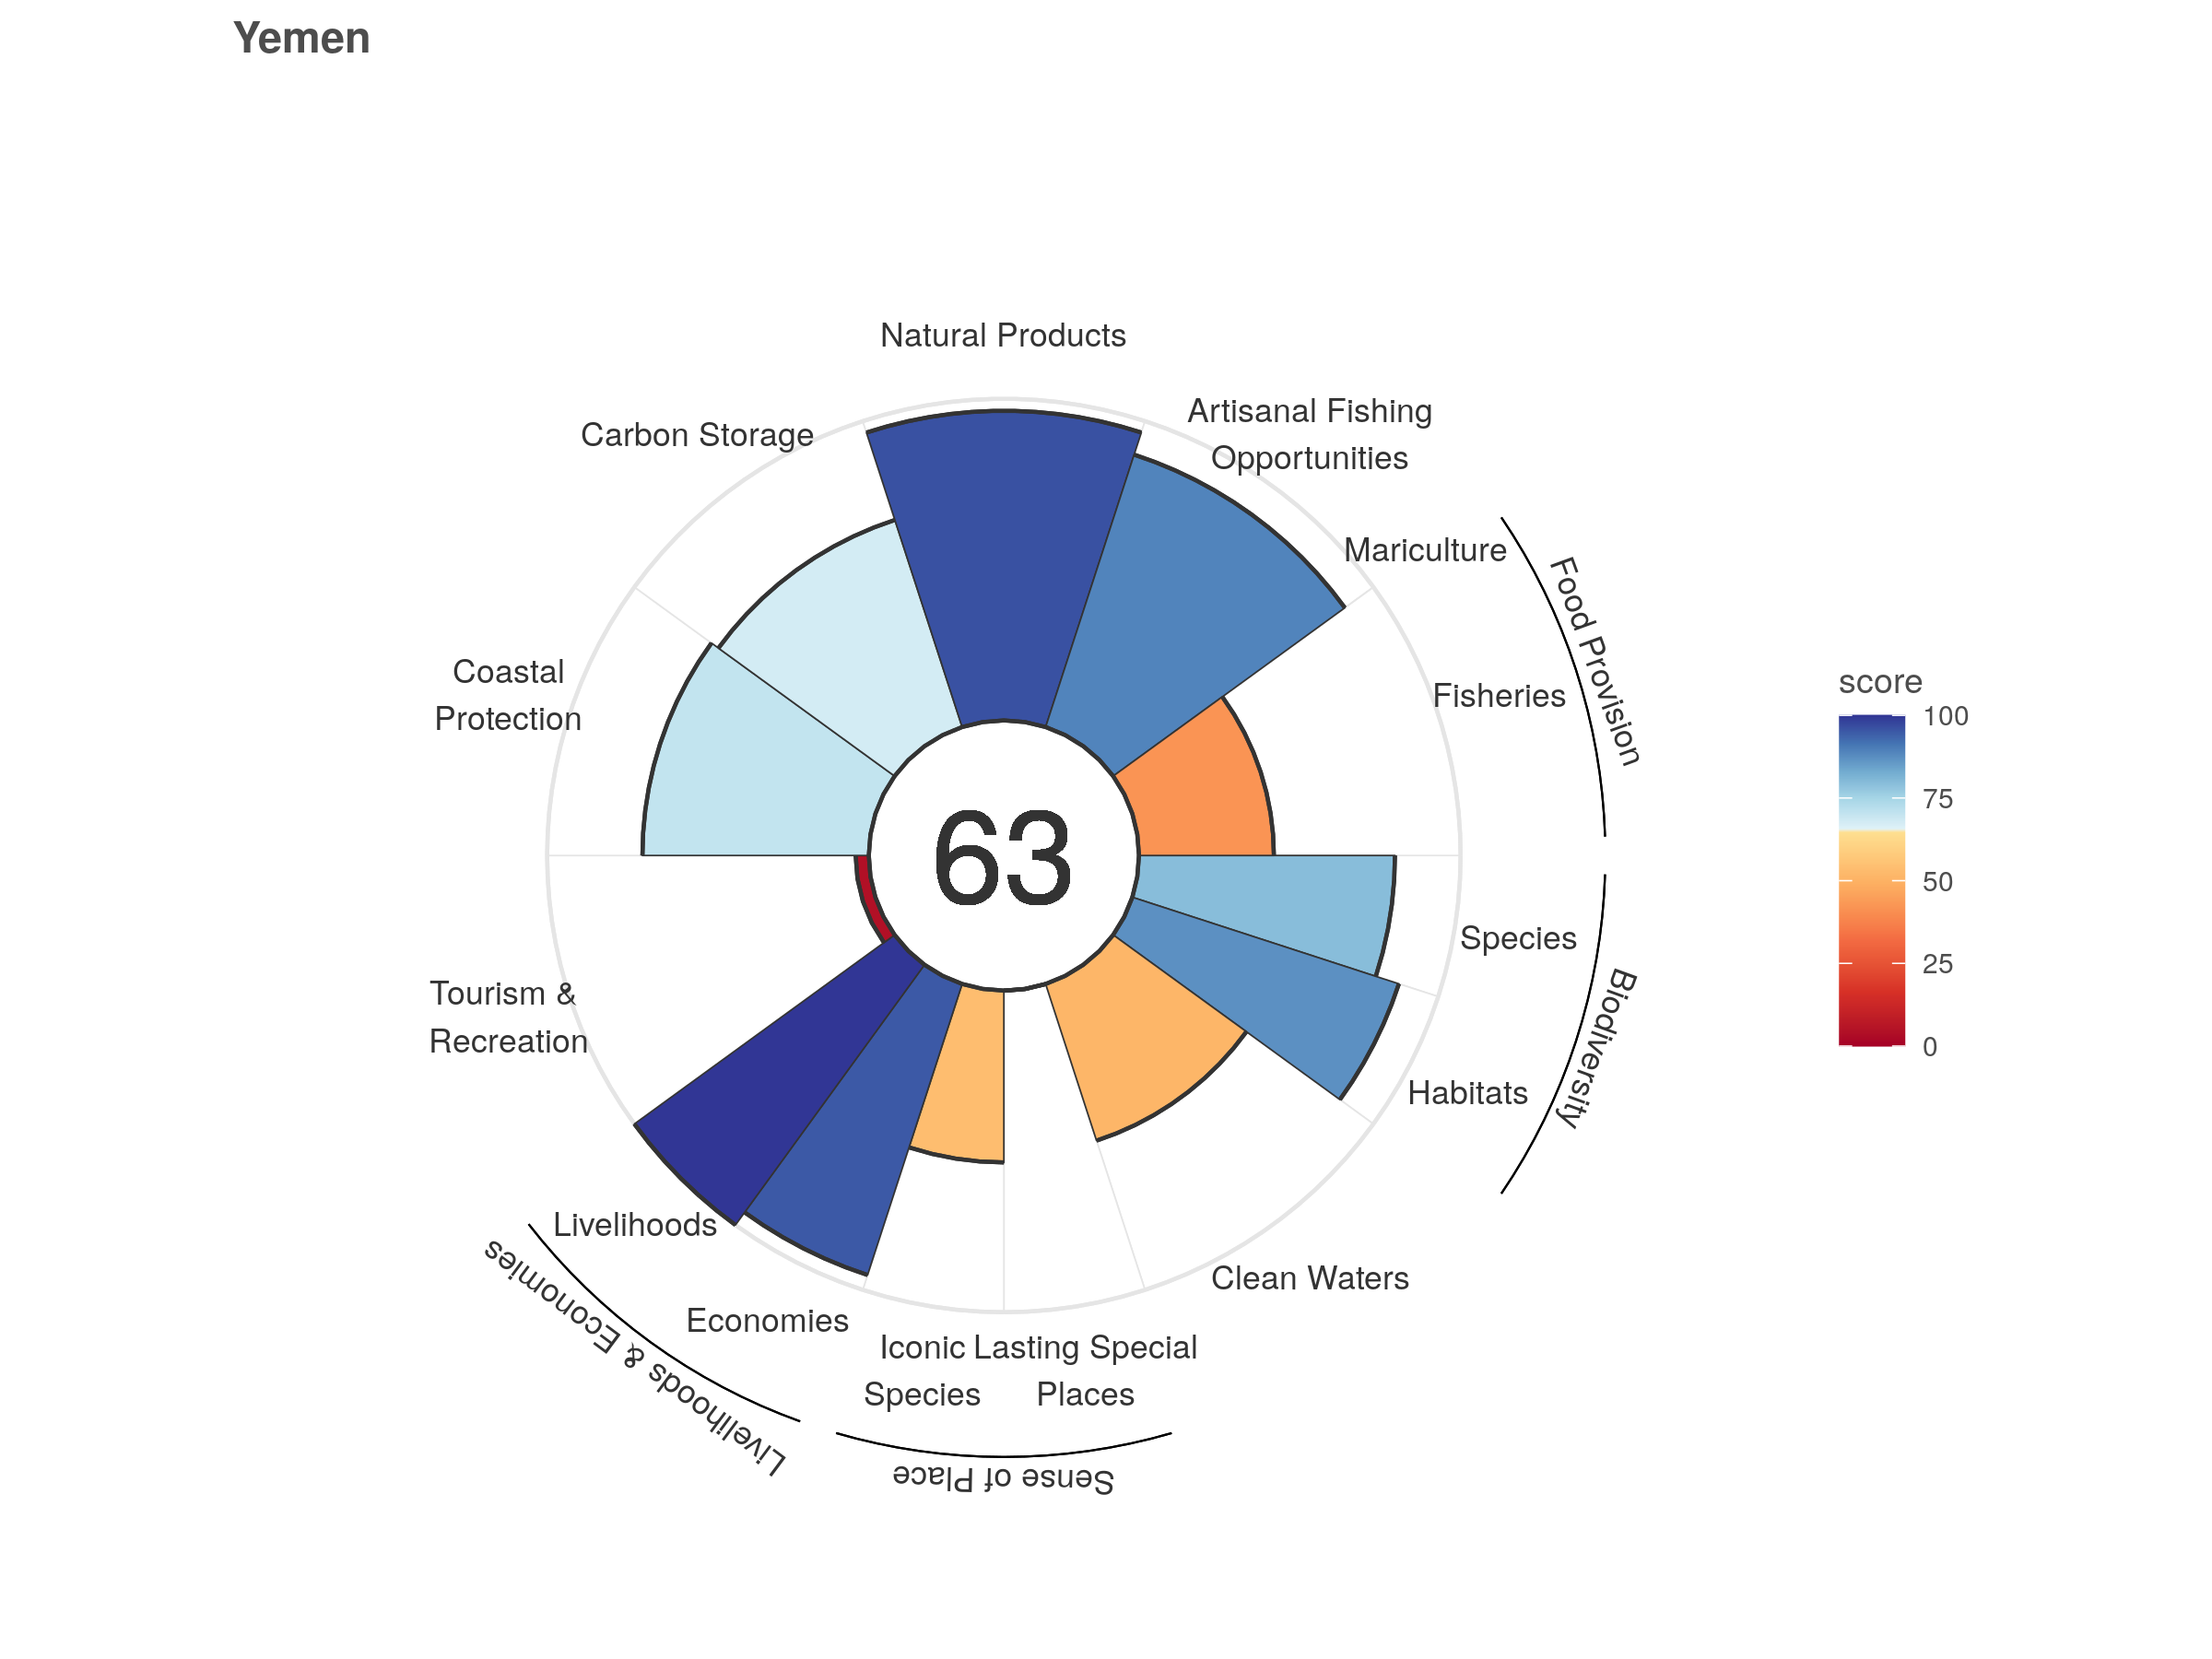 Yemen
Natural Products
Artisanal Fishing
Opportunities
Carbon Storage
Mariculture
Food Provision
Fisheries
Coastal
Protection
63
score
100
75
50
25
0
Species
Biodiversity
Habitats
Tourism &
Recreation
Livelihoods
Livelihoods & Economies
Economies
Clean Waters
Iconic
Species
Lasting Special
Places
Sense of Place